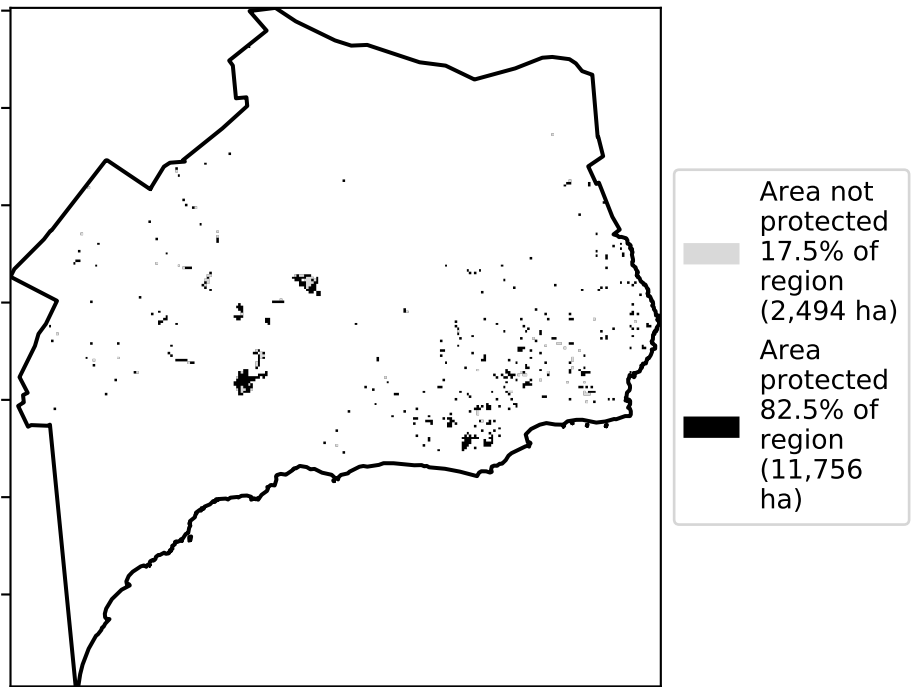 Area not
protected
17.5% of
region
(2,494 ha)
Area
protected
82.5% of
region
(11,756
ha)